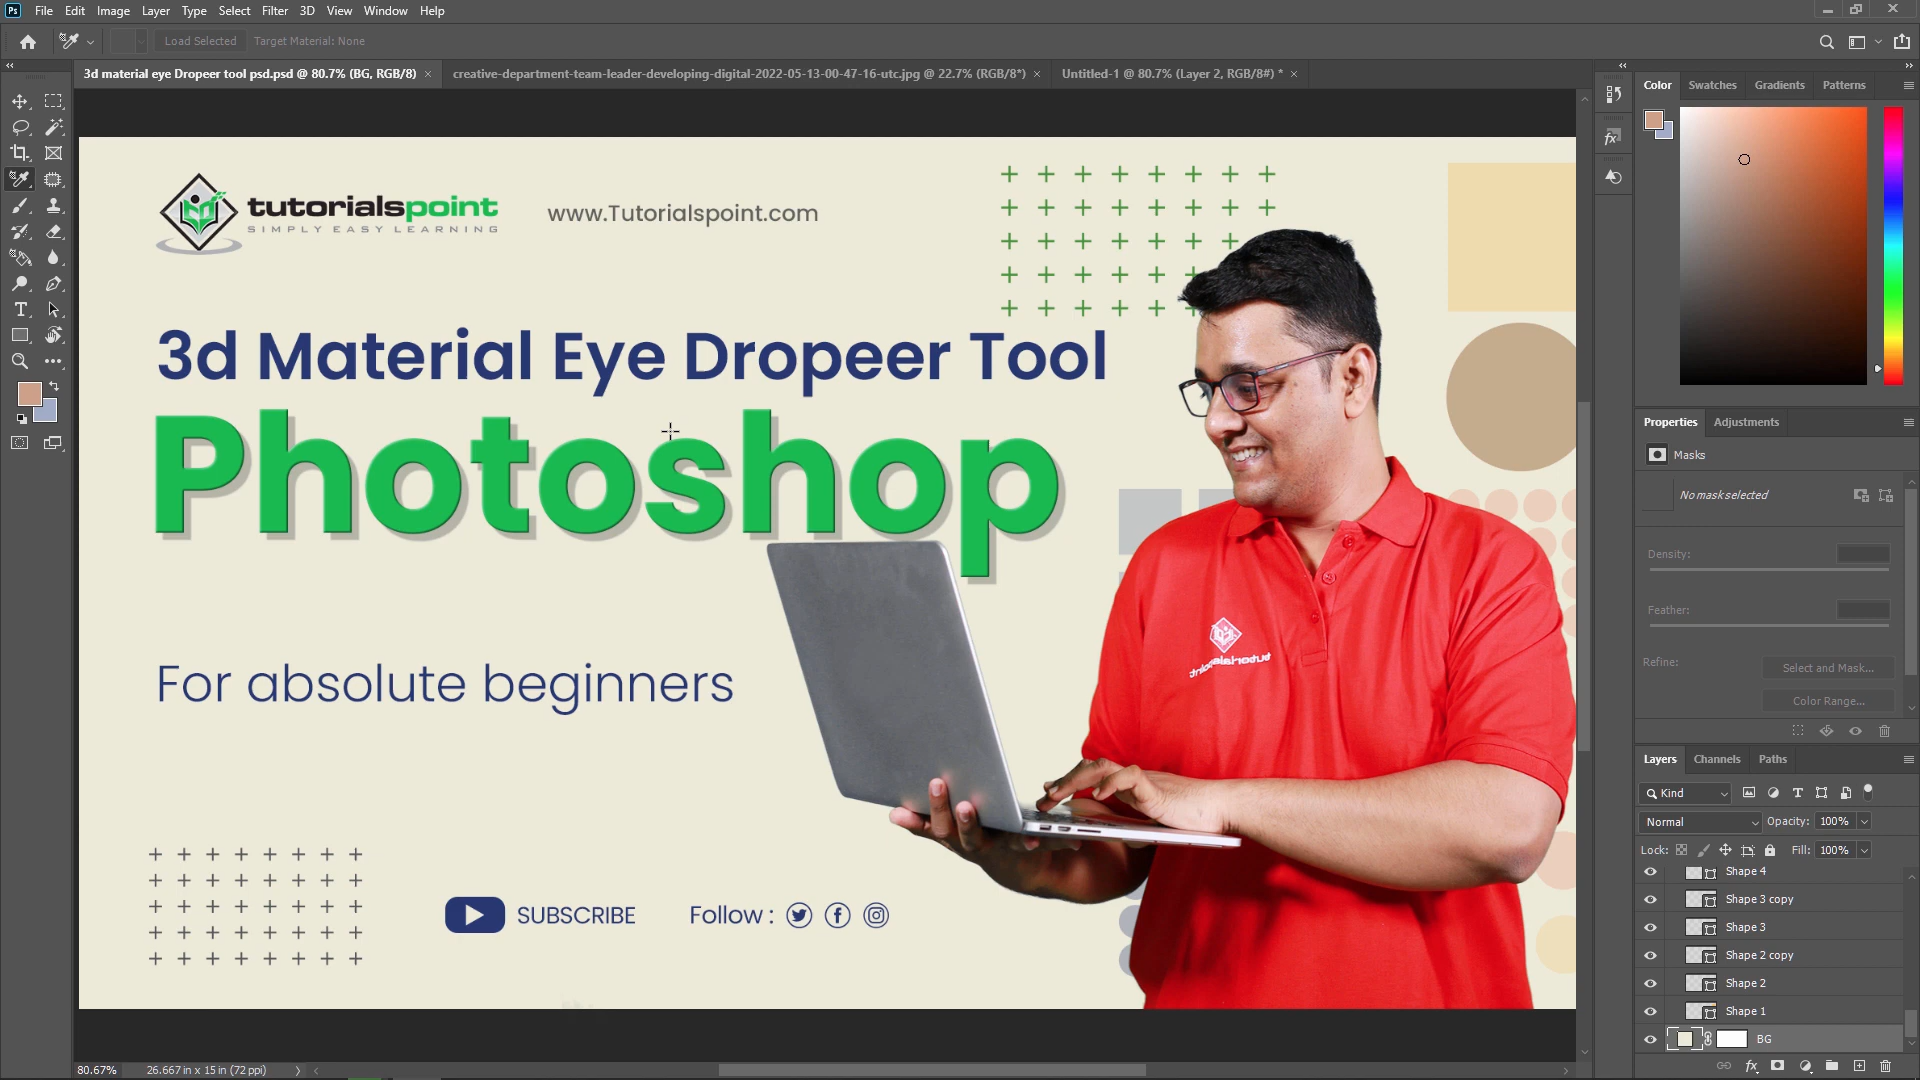 Ps File Edit Image Layer Type Select Filter 3D View Window Help
Load Selected Target Material: None
3d material eye Dropeer tool psd.psd @ 80.7% (BG, RGB/8) × creative-department-team-leader-developing-digital-2022-05-13-00-47-16-utc.jpg @ 22.7% (RGB/8*) × Untitled-1 @ 80.7% (Layer 2, RGB/8#) * ×
Color Swatches Gradients Patterns
tutorialspoint
SIMPLY EASY LEARNING
www.Tutorialspoint.com
3d Material Eye Dropeer Tool
Photoshop
For absolute beginners
tutorialspoint
SUBSCRIBE Follow :
Properties Adjustments
Masks
No mask selected
Density:
Feather:
Refine: Select and Mask...
Color Range...
Layers Channels Paths
Kind
Normal Opacity: 100%
Lock: Fill: 100%
Shape 4
Shape 3 copy
Shape 3
Shape 2 copy
Shape 2
Shape 1
BG
80.67% 26.667 in x 15 in (72 ppi)